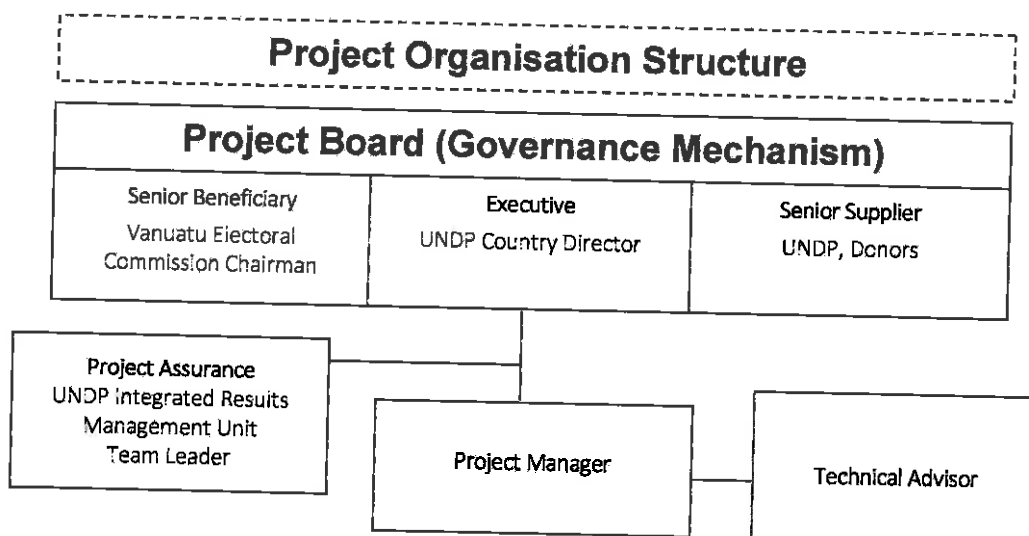 Project Organisation Structure
Project Board (Governance Mechanism)
Senior Beneficiary
Vanuatu Electoral
Commission Chairman
Executive
UNDP Country Director
Senior Supplier
UNDP, Donors
Project Assurance
UNDP Integrated Results
Management Unit
Team Leader
Project Manager
Technical Advisor